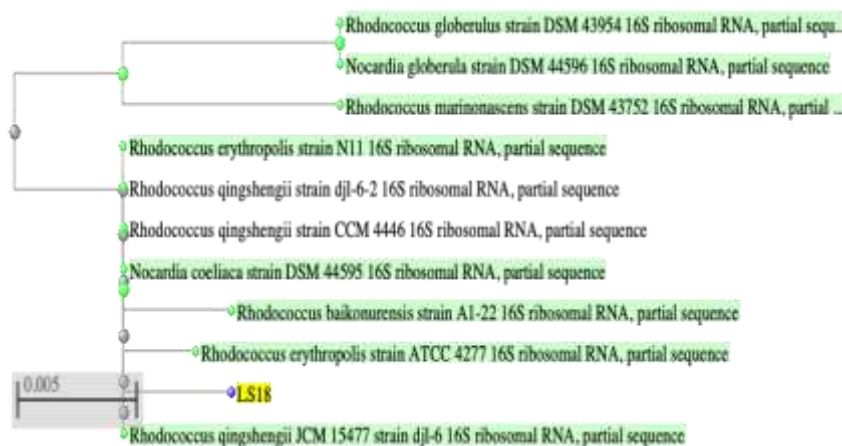 Rhodococcus globerulus strain DSM 43954 16S ribosomal RNA, partial sequ...
Nocardia globerula strain DSM 44596 16S ribosomal RNA, partial sequence
Rhodococcus marinonascens strain DSM 43752 16S ribosomal RNA, partial ...
Rhodococcus erythropolis strain N11 16S ribosomal RNA, partial sequence
Rhodococcus qingshengii strain djl-6-2 16S ribosomal RNA, partial sequence
Rhodococcus qingshengii strain CCM 4446 16S ribosomal RNA, partial sequence
Nocardia coeliaca strain DSM 44595 16S ribosomal RNA, partial sequence
Rhodococcus baikonurensis strain A1-22 16S ribosomal RNA, partial sequence
Rhodococcus erythropolis strain ATCC 4277 16S ribosomal RNA, partial sequence
0.005
LS18
Rhodococcus qingshengii JCM 15477 strain djl-6 16S ribosomal RNA, partial sequence